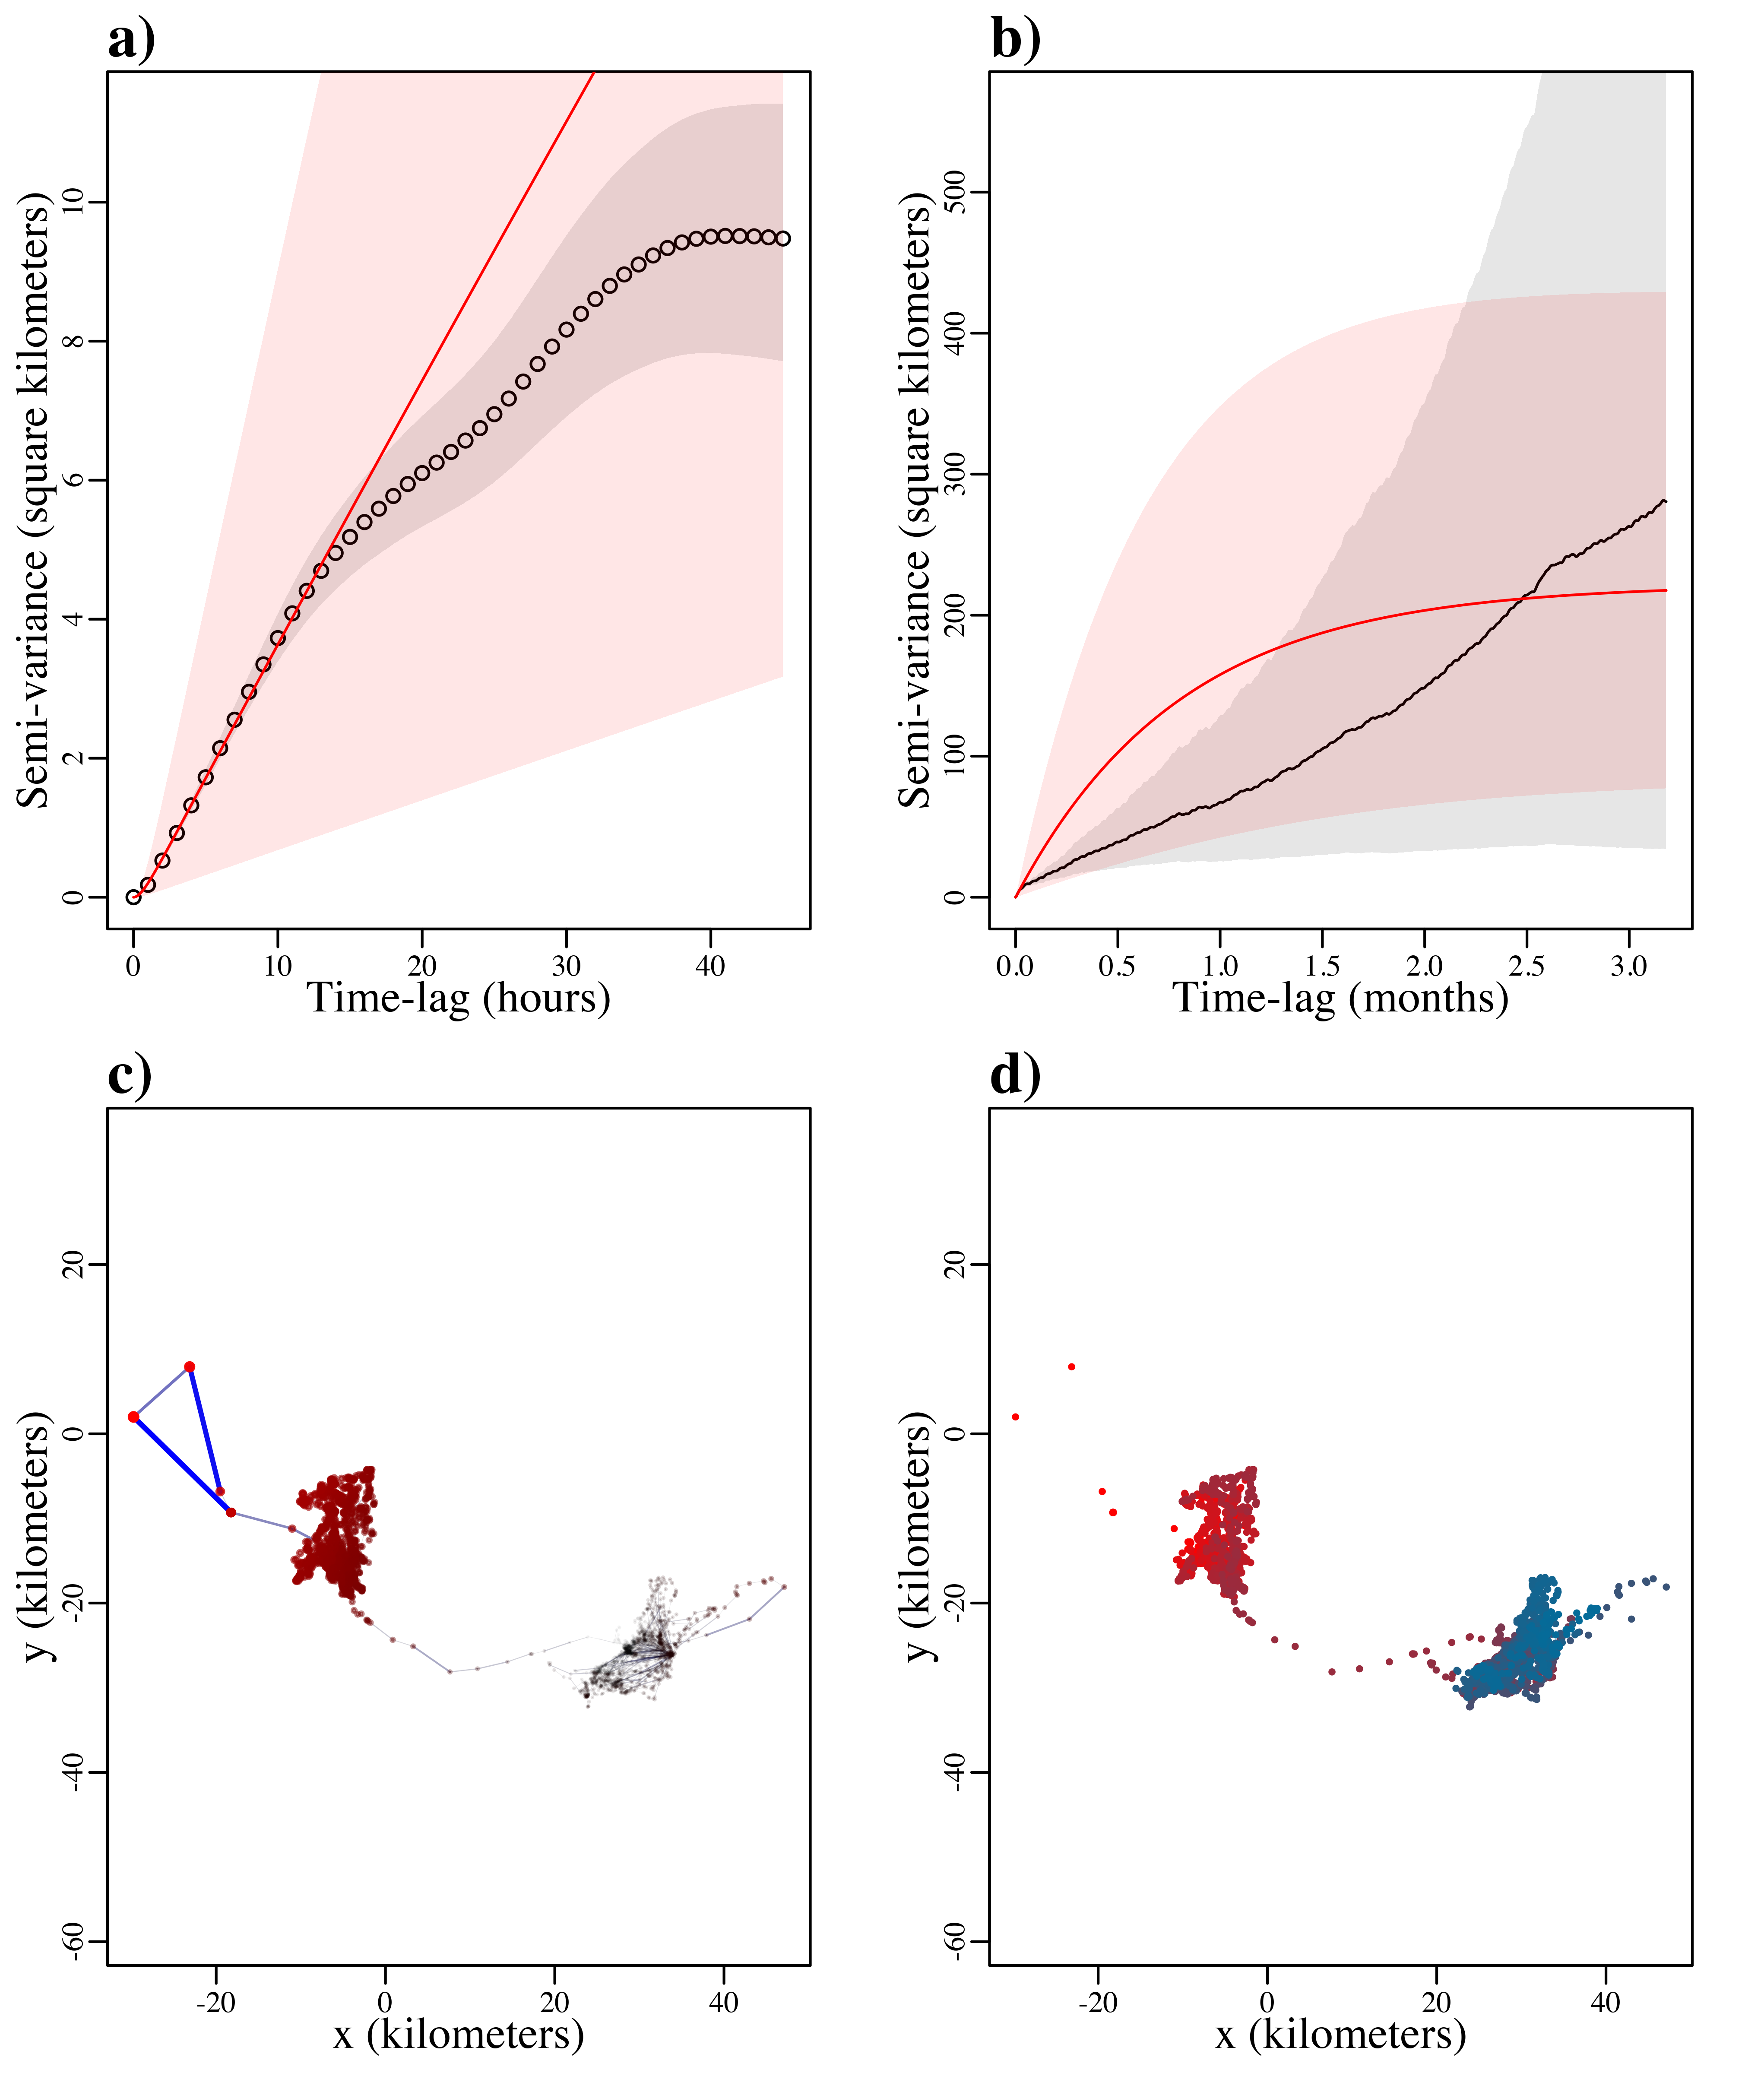 a)
Semi-variance (square kilometers)
0 2 4 6 8 10
0 10 20 30 40
Time-lag (hours)
b)
Semi-variance (square kilometers)
0 100 200 300 400 500
0.0 0.5 1.0 1.5 2.0 2.5 3.0
Time-lag (months)
c)
y (kilometers)
-60 -40 -20 0 20
-20 0 20 40
x (kilometers)
d)
y (kilometers)
-60 -40 -20 0 20
-20 0 20 40
x (kilometers)